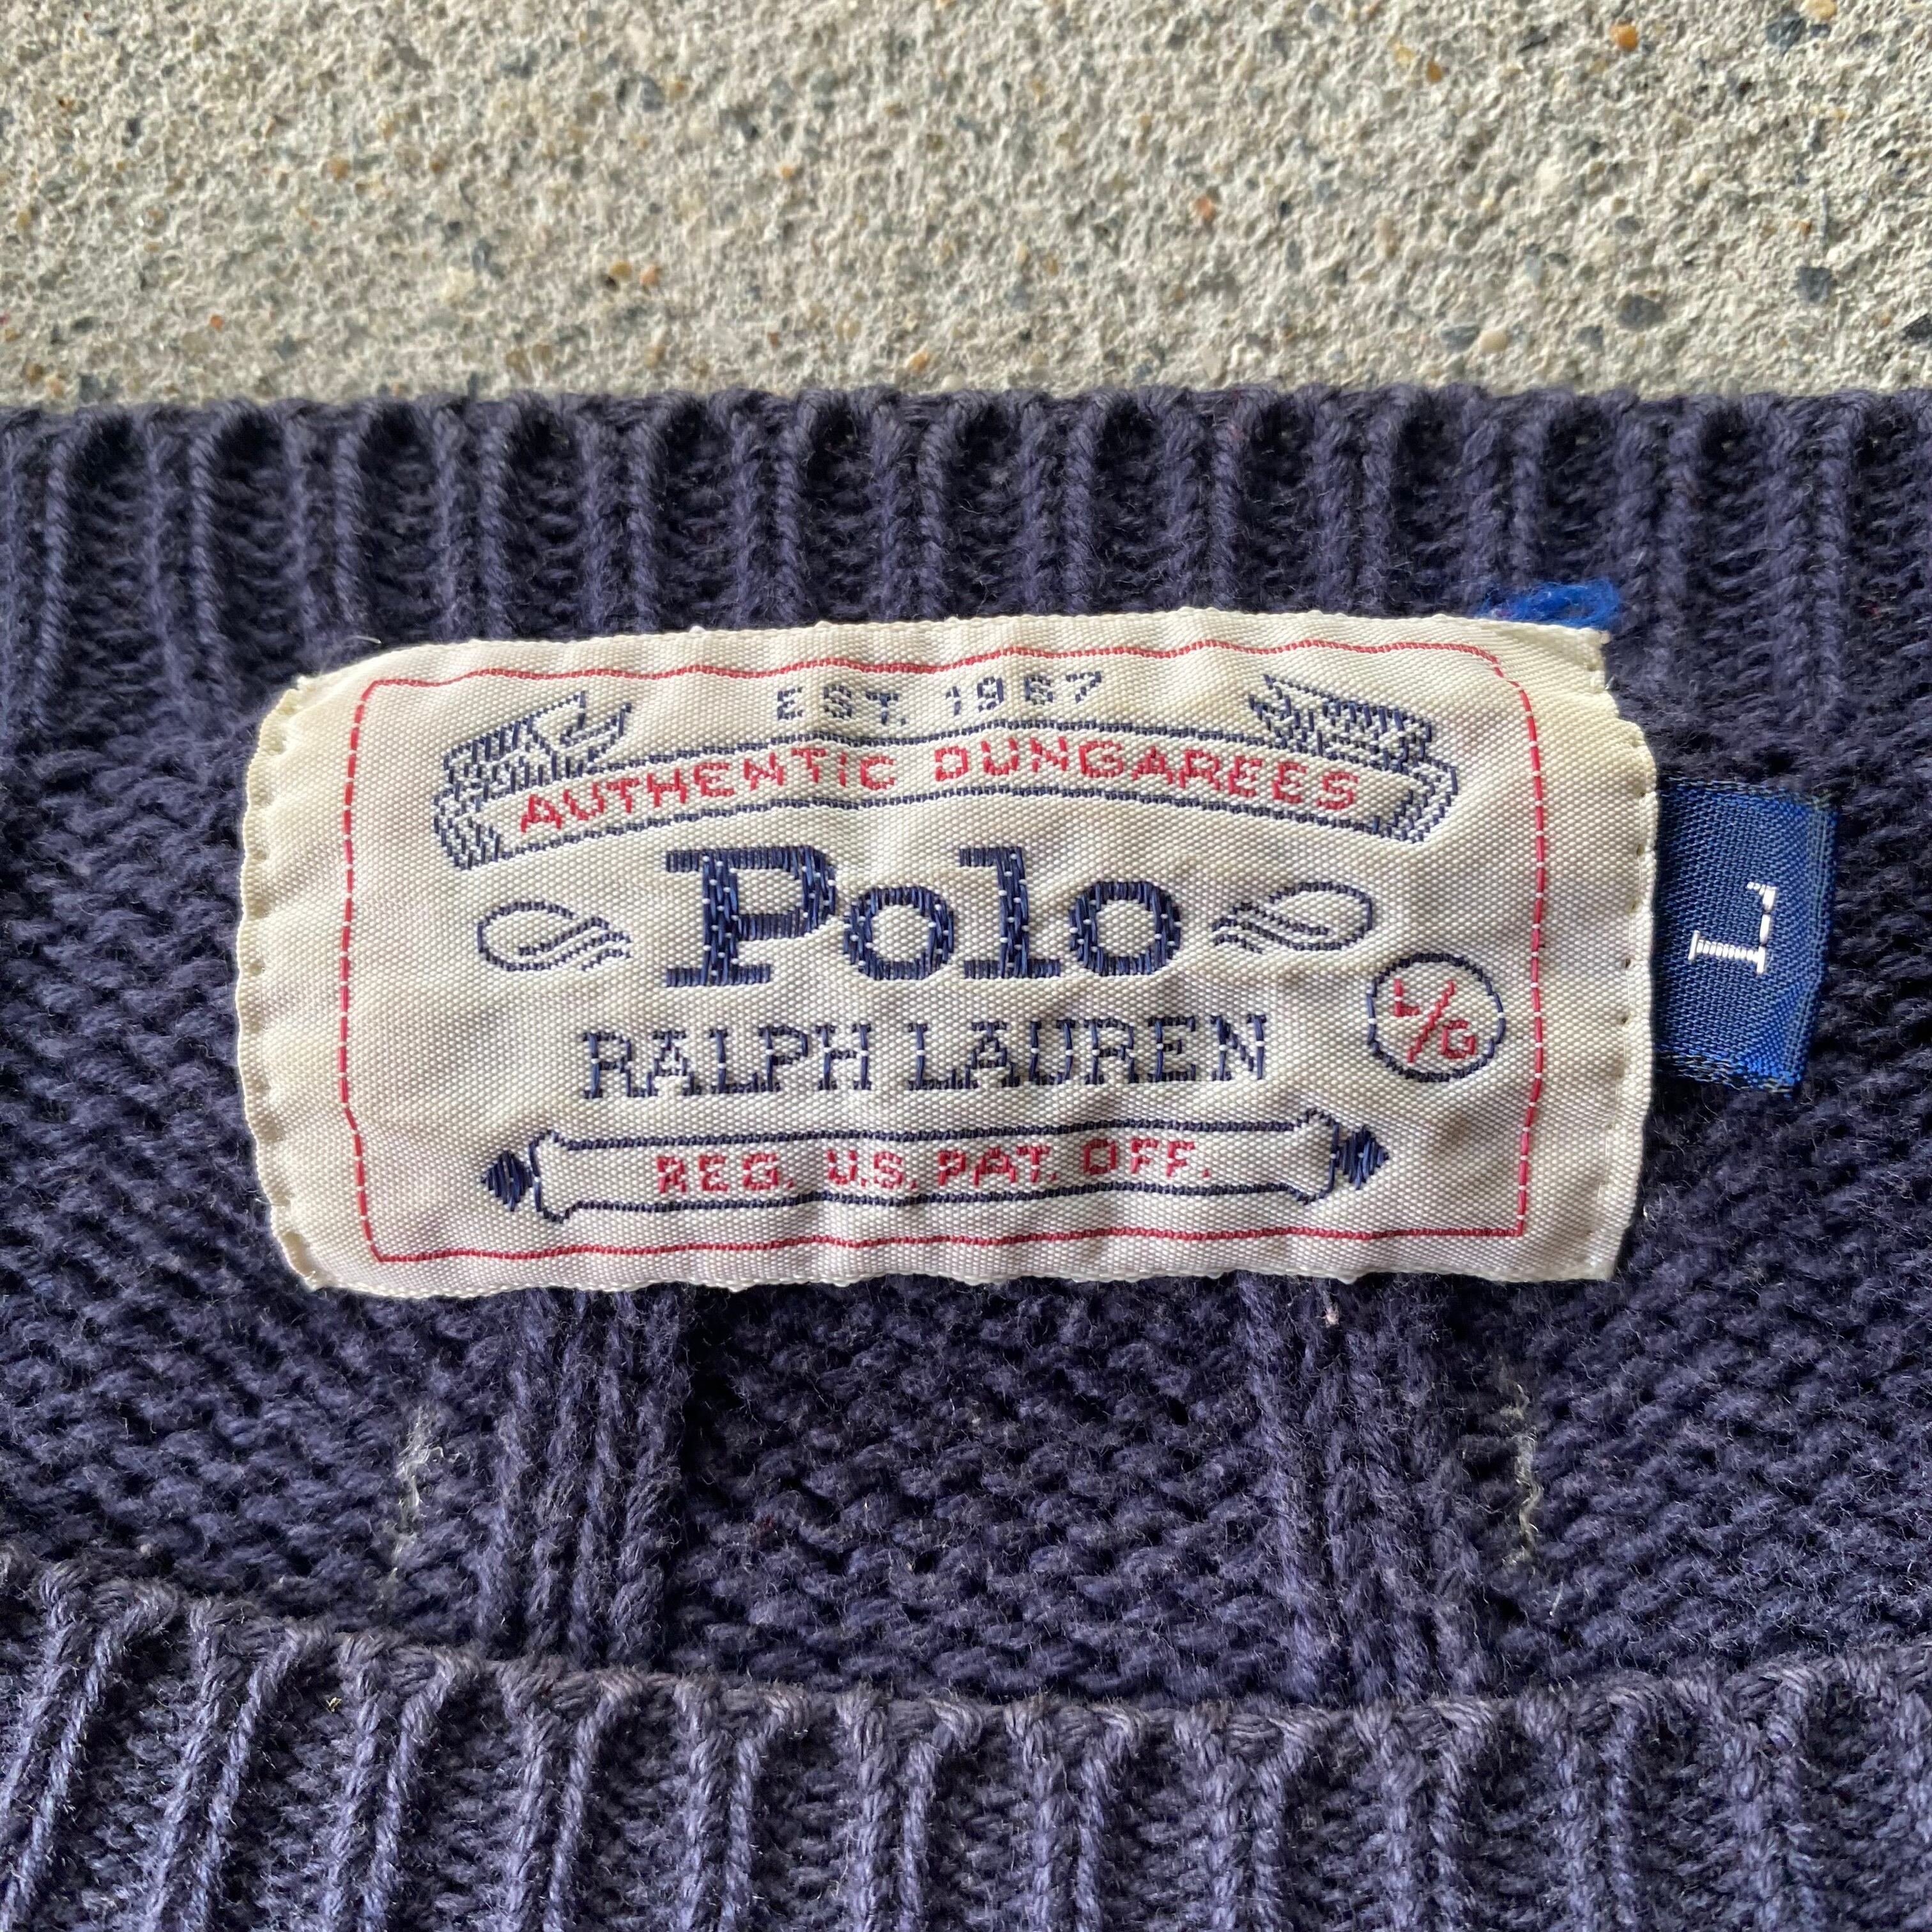 EST. 1967
AUTHENTIC DUNGAREES
Polo
RALPH LAUREN
L/G
REG. U.S. PAT. OFF.
L